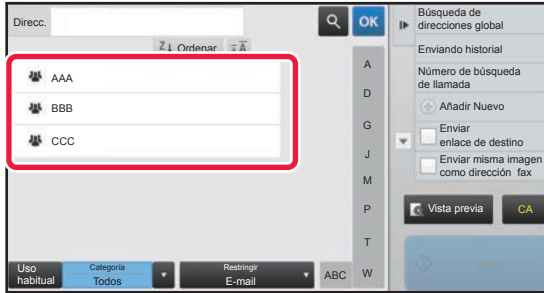 Direcc.
OK
Z↓ Ordenar
A
AAA
BBB
CCC
A
D
G
J
M
P
T
W
Uso
habitual
Categoría
Todos
Restringir
E-mail
ABC
Búsqueda de
direcciones global
Enviando historial
Número de búsqueda
de llamada
Añadir Nuevo
Enviar
enlace de destino
Enviar misma imagen
como dirección fax
Vista previa
CA